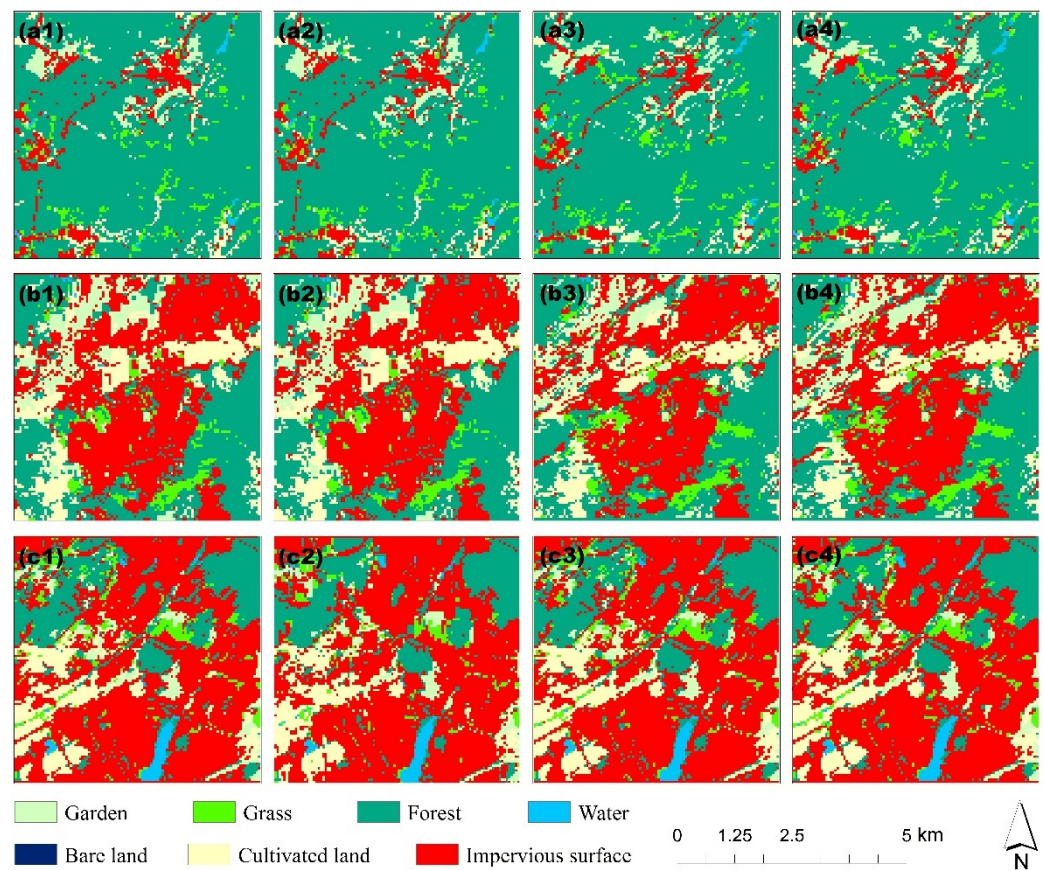 (a1) (a2) (a3) (a4)
(b1) (b2) (b3) (b4)
(c1) (c2) (c3) (c4)
Garden Grass Forest Water
Bare land Cultivated land Impervious surface
0 1.25 2.5 5 km
N